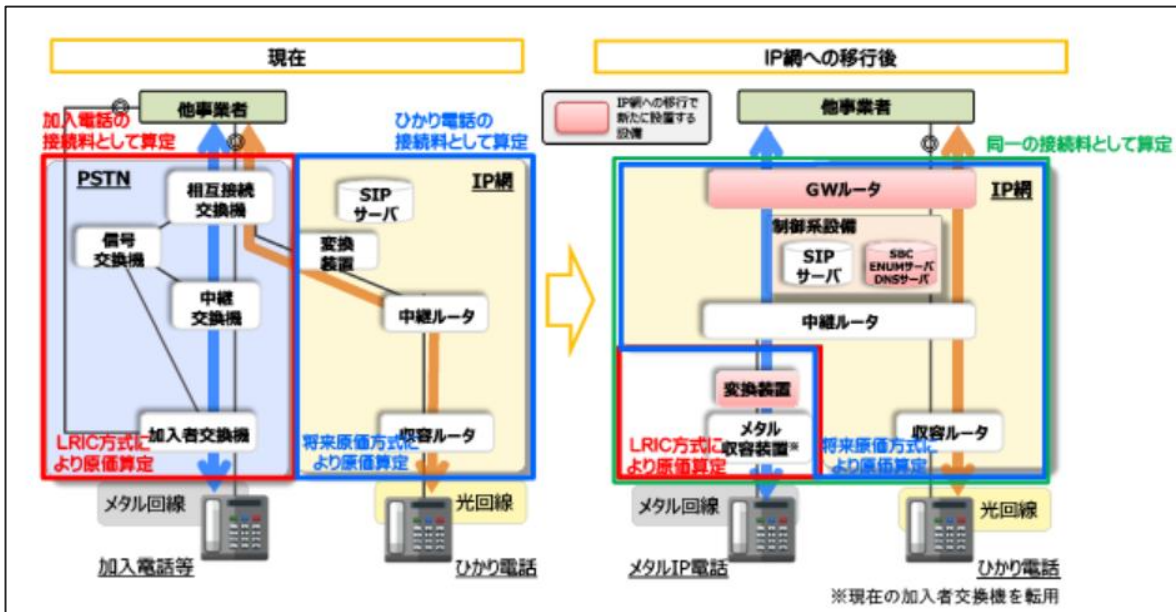 現在
他事業者
加入電話の
接続料として算定
ひかり電話の
接続料として算定
PSTN
相互接続
交換機
信号
交換機
中継
交換機
加入者交換機
LRIC方式に
より原価算定
IP網
SIP
サーバ
変換
装置
中継ルータ
収容ルータ
将来原価方式に
より原価算定
メタル回線
光回線
加入電話等
ひかり電話
IP網への移行後
IP網への移行で
新たに設置する
設備
他事業者
同一の接続料として算定
GWルータ
IP網
制御系設備
SIP
サーバ
SBC
ENUMサーバ
DNSサーバ
中継ルータ
変換装置
メタル
収容装置※
LRIC方式に
より原価算定
収容ルータ
将来原価方式に
より原価算定
メタル回線
光回線
メタルIP電話
ひかり電話
※現在の加入者交換機を転用